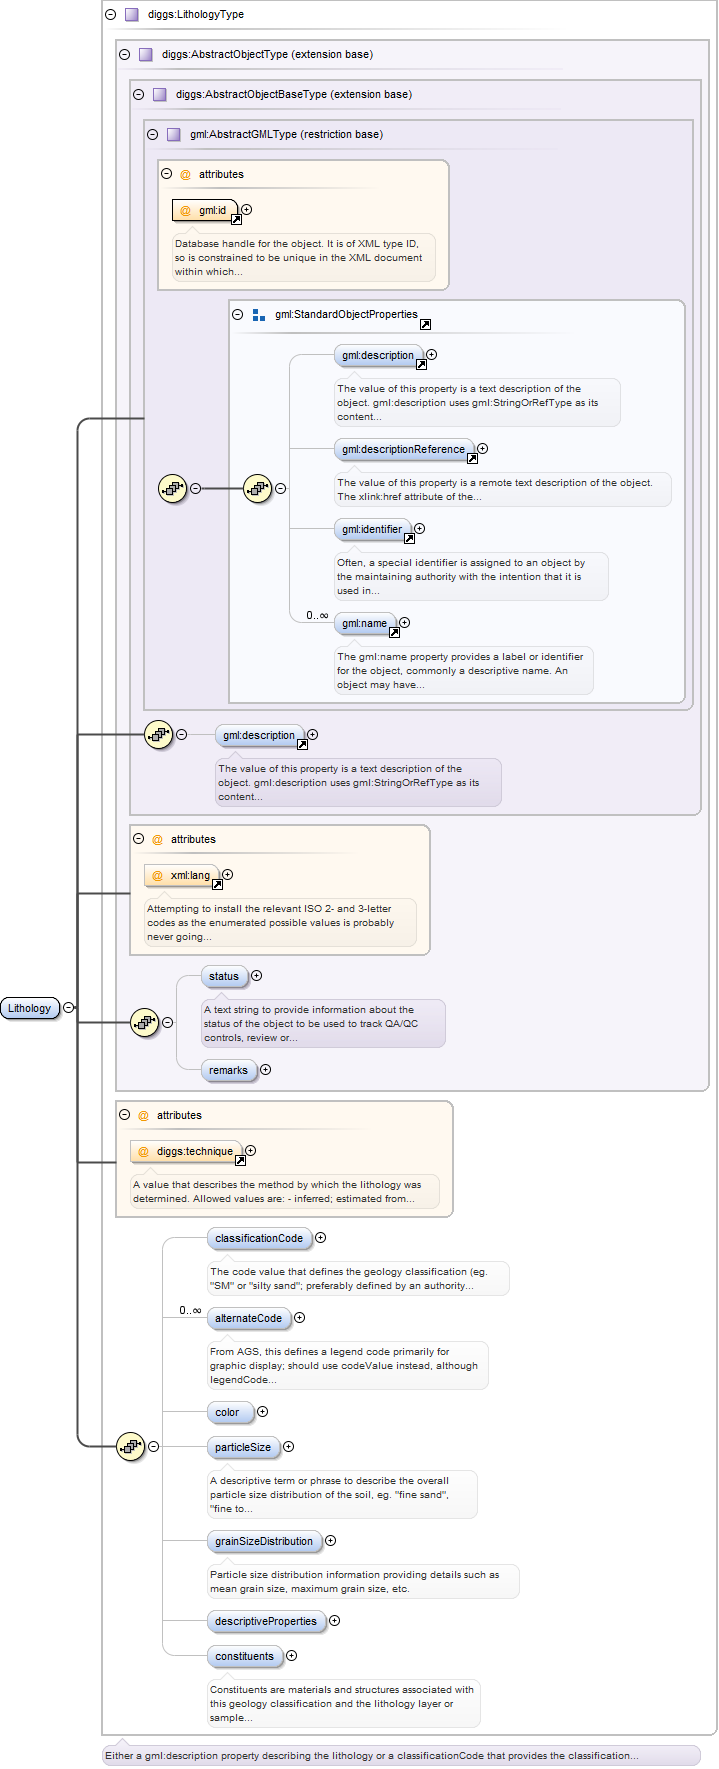 diggs:LithologyType
diggs:AbstractObjectType (extension base)
diggs:AbstractObjectBaseType (extension base)
gml:AbstractGMLType (restriction base)
@ attributes
@ gml:id
Database handle for the object. It is of XML type ID,
so is constrained to be unique in the XML document
within which...
gml:StandardObjectProperties
gml:description
The value of this property is a text description of the
object. gml:description uses gml:StringOrRefType as its
content...
gml:descriptionReference
The value of this property is a remote text description of the object.
The xlink:href attribute of the...
gml:identifier
Often, a special identifier is assigned to an object by
the maintaining authority with the intention that it is
used in...
0..∞
gml:name
The gml:name property provides a label or identifier
for the object, commonly a descriptive name. An
object may have...
gml:description
The value of this property is a text description of the
object. gml:description uses gml:StringOrRefType as its
content...
@ attributes
@ xml:lang
Attempting to install the relevant ISO 2- and 3-letter
codes as the enumerated possible values is probably
never going...
status
A text string to provide information about the
status of the object to be used to track QA/QC
controls, review or...
Lithology
remarks
@ attributes
@ diggs:technique
A value that describes the method by which the lithology was
determined. Allowed values are: - inferred; estimated from...
classificationCode
The code value that defines the geology classification (eg.
"SM" or "silty sand"; preferably defined by an authority...
0..∞
alternateCode
From AGS, this defines a legend code primarily for
graphic display; should use codeValue instead, although
legendCode...
color
particleSize
A descriptive term or phrase to describe the overall
particle size distribution of the soil, eg. "fine sand",
"fine to...
grainSizeDistribution
Particle size distribution information providing details such as
mean grain size, maximum grain size, etc.
descriptiveProperties
constituents
Constituents are materials and structures associated with
this geology classification and the lithology layer or
sample...
Either a gml:description property describing the lithology or a classificationCode that provides the classification...